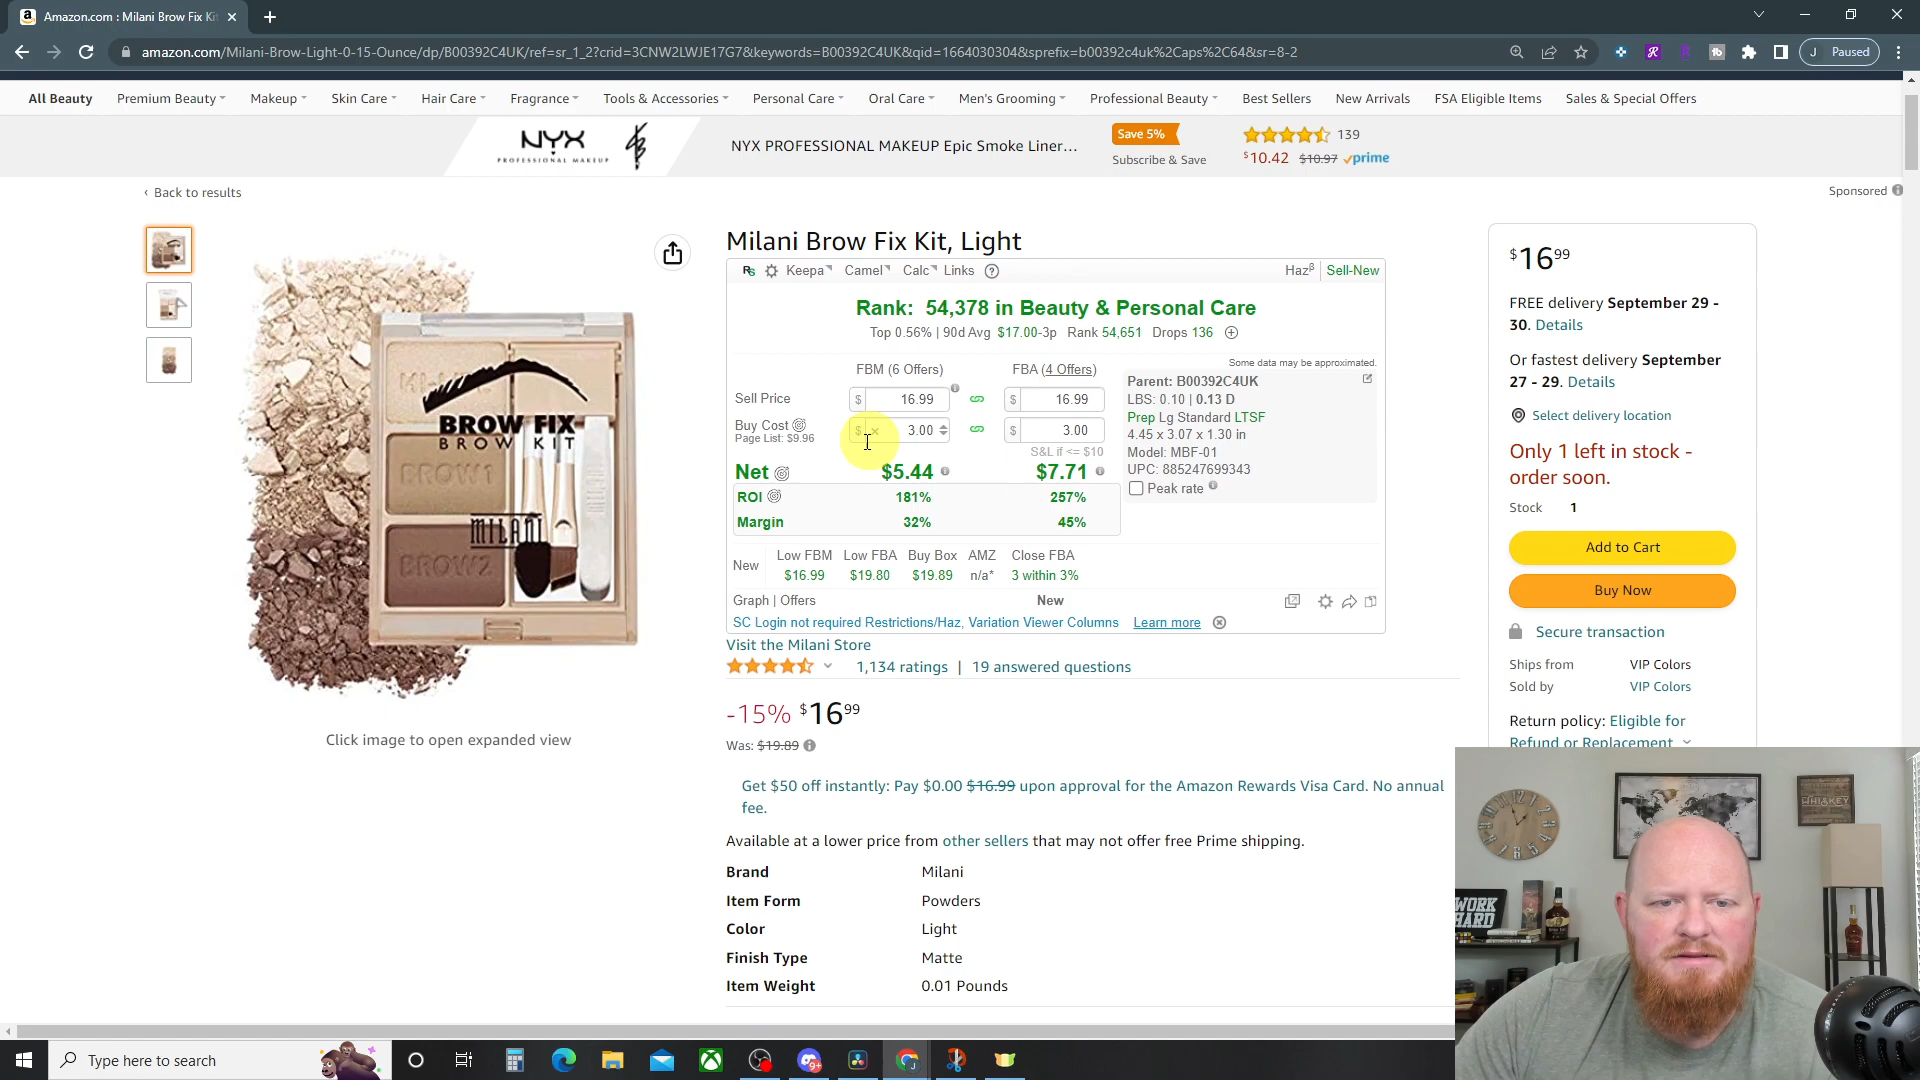 Amazon.com : Milani Brow Fix Kit
amazon.com/Milani-Brow-Light-0-15-Ounce/dp/B00392C4UK/ref=sr_1_2?crid=3CNW2LWJE17G7&keywords=B00392C4UK&qid=1664030304&sprefix=b00392c4uk%2Caps%2C64&sr=8-2
J Paused
All Beauty Premium Beauty Makeup Skin Care Hair Care Fragrance Tools & Accessories Personal Care Oral Care Men's Grooming Professional Beauty Best Sellers New Arrivals FSA Eligible Items Sales & Special Offers
NYX
PROFESSIONAL MAKEUP
NYX PROFESSIONAL MAKEUP Epic Smoke Liner...
Save 5%
Subscribe & Save
139
$10.42 $10.97 prime
‹ Back to results
Sponsored
Milani Brow Fix Kit, Light
Rs Keepa Camel Calc Links ?
Hazβ Sell-New
Rank: 54,378 in Beauty & Personal Care
Top 0.56% | 90d Avg $17.00-3p Rank 54,651 Drops 136
Some data may be approximated.
FBM (6 Offers) FBA (4 Offers)
Sell Price $ 16.99 $ 16.99
Buy Cost $ × 3.00 $ 3.00
Page List: $9.96
S&L if <= $10
Net $5.44 $7.71
ROI 181% 257%
Margin 32% 45%
Parent: B00392C4UK
LBS: 0.10 | 0.13 D
Prep Lg Standard LTSF
4.45 x 3.07 x 1.30 in
Model: MBF-01
UPC: 885247699343
Peak rate
Low FBM Low FBA Buy Box AMZ Close FBA
New
$16.99 $19.80 $19.89 n/a* 3 within 3%
Graph | Offers New
SC Login not required Restrictions/Haz, Variation Viewer Columns Learn more
Visit the Milani Store
1,134 ratings | 19 answered questions
-15% $16 99
Was: $19.89
Get $50 off instantly: Pay $0.00 $16.99 upon approval for the Amazon Rewards Visa Card. No annual
fee.
Available at a lower price from other sellers that may not offer free Prime shipping.
Brand Milani
Item Form Powders
Color Light
Finish Type Matte
Item Weight 0.01 Pounds
BROW FIX
BROW KIT
BROW1
MILANI
BROW2
Click image to open expanded view
$16 99
FREE delivery September 29 -
30. Details
Or fastest delivery September
27 - 29. Details
Select delivery location
Only 1 left in stock -
order soon.
Stock 1
Add to Cart
Buy Now
Secure transaction
Ships from VIP Colors
Sold by VIP Colors
Return policy: Eligible for
Refund or Replacement
WHISKEY
WORK
HARD
Type here to search
9+